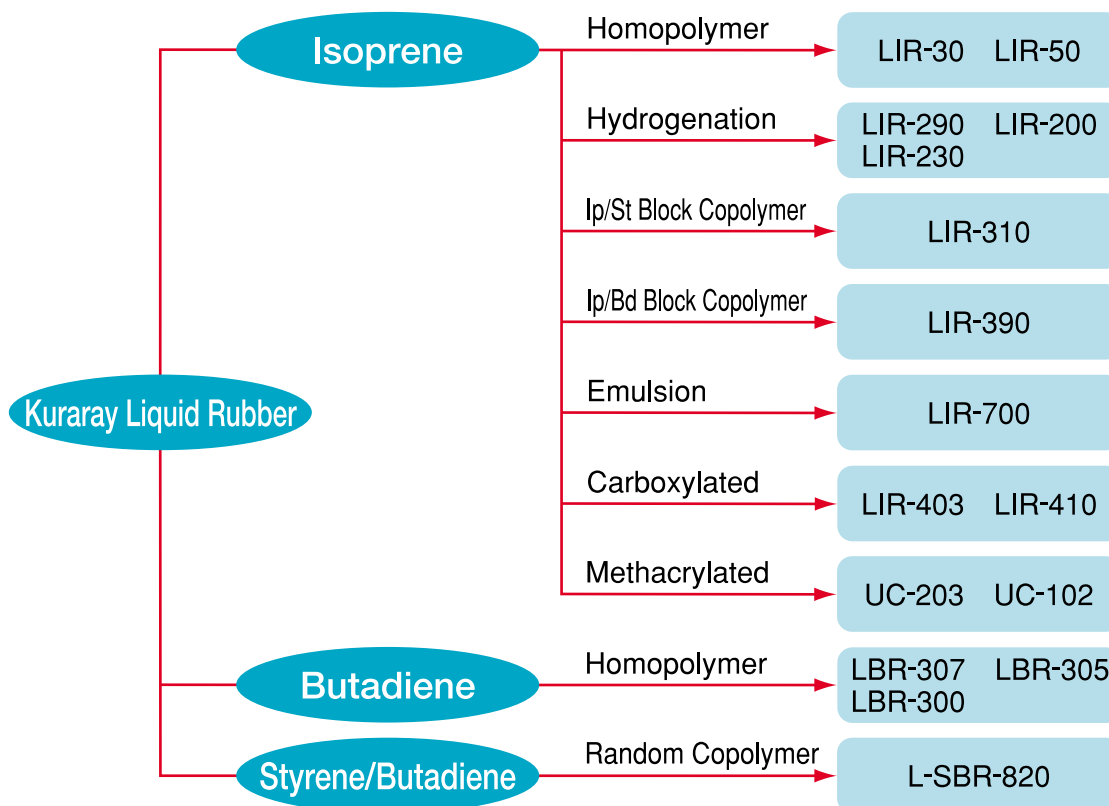 Isoprene
Homopolymer
LIR-30 LIR-50
Hydrogenation
LIR-290 LIR-200
LIR-230
Ip/St Block Copolymer
LIR-310
Ip/Bd Block Copolymer
LIR-390
Kuraray Liquid Rubber
Emulsion
LIR-700
Carboxylated
LIR-403 LIR-410
Methacrylated
UC-203 UC-102
Butadiene
Homopolymer
LBR-307 LBR-305
LBR-300
Styrene/Butadiene
Random Copolymer
L-SBR-820